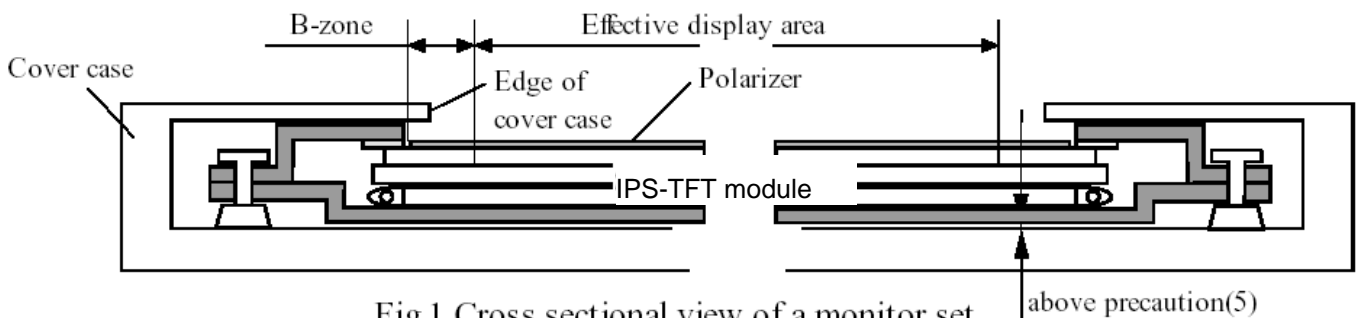 B-zone
Effective display area
Cover case
Edge of
cover case
Polarizer
IPS-TFT module
above precaution(5)
Fig.1 Cross sectional view of a monitor set